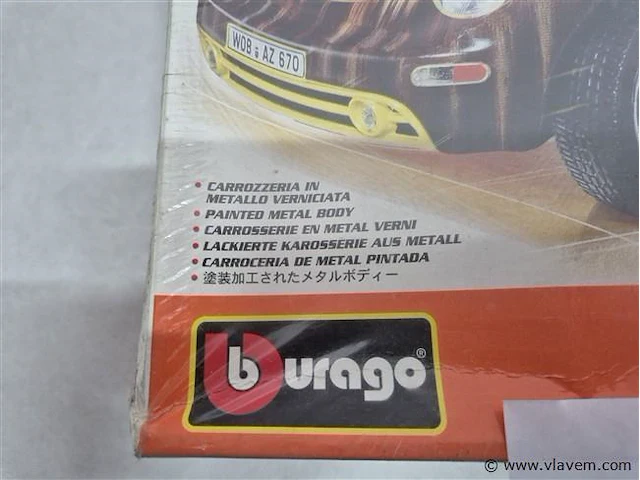 WOB AZ 670
• CARROZZERIA IN
METALLO VERNICIATA
• PAINTED METAL BODY
• CARROSSERIE EN METAL VERNI
• LACKIERTE KAROSSERIE AUS METALL
• CARROCERIA DE METAL PINTADA
• 塗装加工されたメタルボディー
burago®
© www.vlavem.com